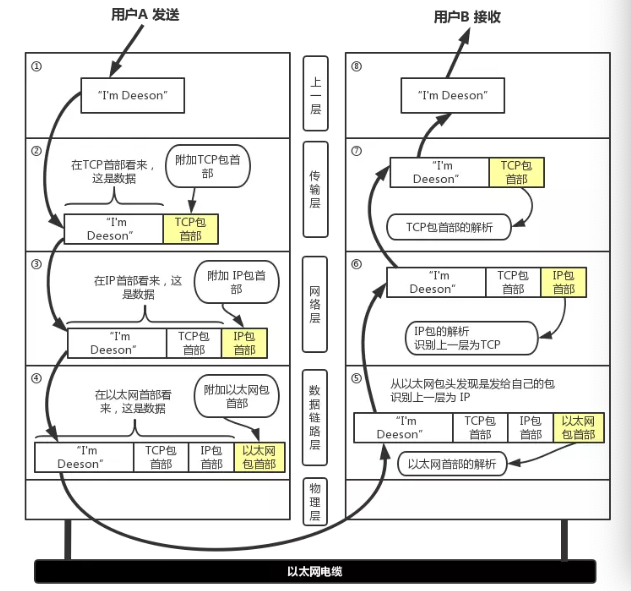 用户A 发送
用户B 接收
①
"I'm Deeson"
上一层
⑧
"I'm Deeson"
②
在TCP首部看来，
这是数据
附加TCP包首
部
"I'm
Deeson"
TCP包
首部
传输层
⑦
"I'm
Deeson"
TCP包
首部
TCP包首部的解析
③
在IP首部看来，这
是数据
附加 IP包首
部
"I'm
Deeson"
TCP包
首部
IP包
首部
网络层
⑥
"I'm
Deeson"
TCP包
首部
IP包
首部
IP包的解析
识别上一层为TCP
④
在以太网首部看
来，这是数据
附加以太网包
首部
"I'm
Deeson"
TCP包
首部
IP包
首部
以太网
包首部
数据链路层
⑤
从以太网包头发现是发给自己的包
识别上一层为 IP
"I'm
Deeson"
TCP包
首部
IP包
首部
以太网
包首部
以太网首部的解析
物理层
以太网电缆